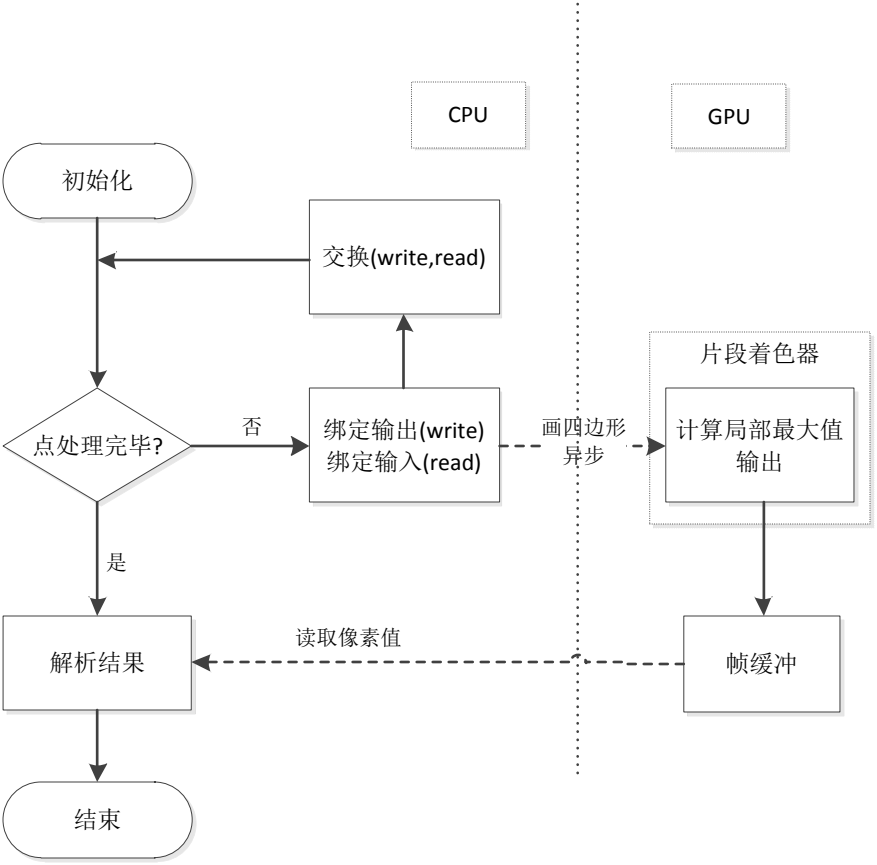 CPU
GPU
初始化
交换(write,read)
片段着色器
点处理完毕?
否
绑定输出(write)
绑定输入(read)
画四边形
异步
计算局部最大值
输出
是
解析结果
读取像素值
帧缓冲
结束